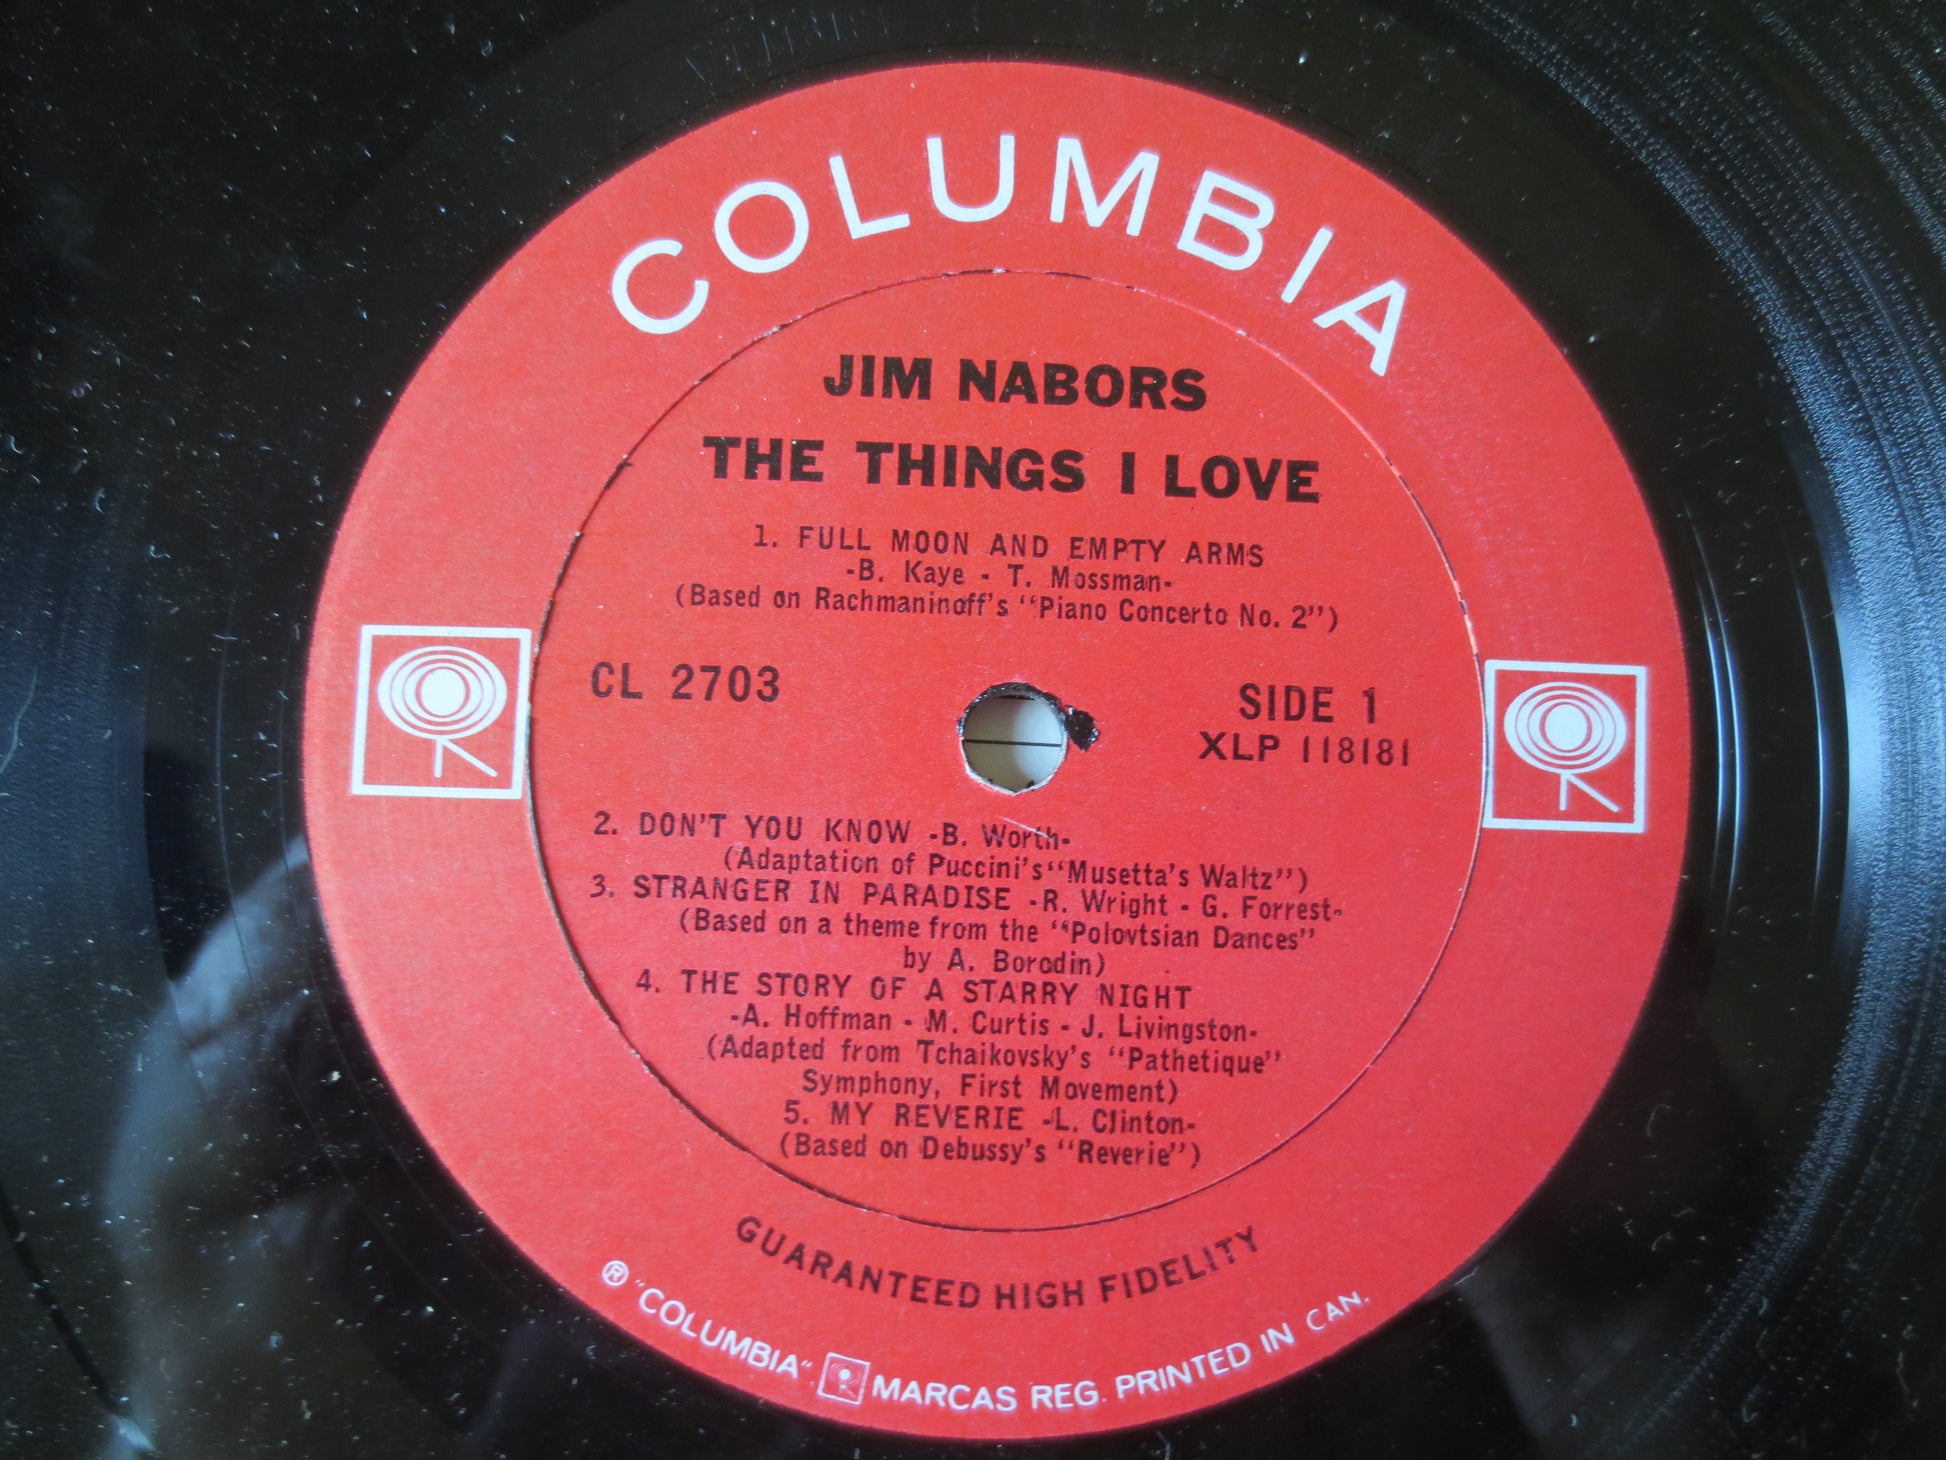 COLUMBIA
JIM NABORS
THE THINGS I LOVE
1. FULL MOON AND EMPTY ARMS
-B. Kaye - T. Mossman-
(Based on Rachmaninoff's "Piano Concerto No. 2")
CL 2703
SIDE 1
XLP 118181
2. DON'T YOU KNOW -B. Worth-
(Adaptation of Puccini's "Musetta's Waltz")
3. STRANGER IN PARADISE -R. Wright - G. Forrest-
(Based on a theme from the "Polovtsian Dances"
by A. Borodin)
4. THE STORY OF A STARRY NIGHT
-A. Hoffman - M. Curtis - J. Livingston-
(Adapted from Tchaikovsky's "Pathetique"
Symphony, First Movement)
5. MY REVERIE -L. Clinton-
(Based on Debussy's "Reverie")
GUARANTEED HIGH FIDELITY
® "COLUMBIA" MARCAS REG. PRINTED IN CAN.